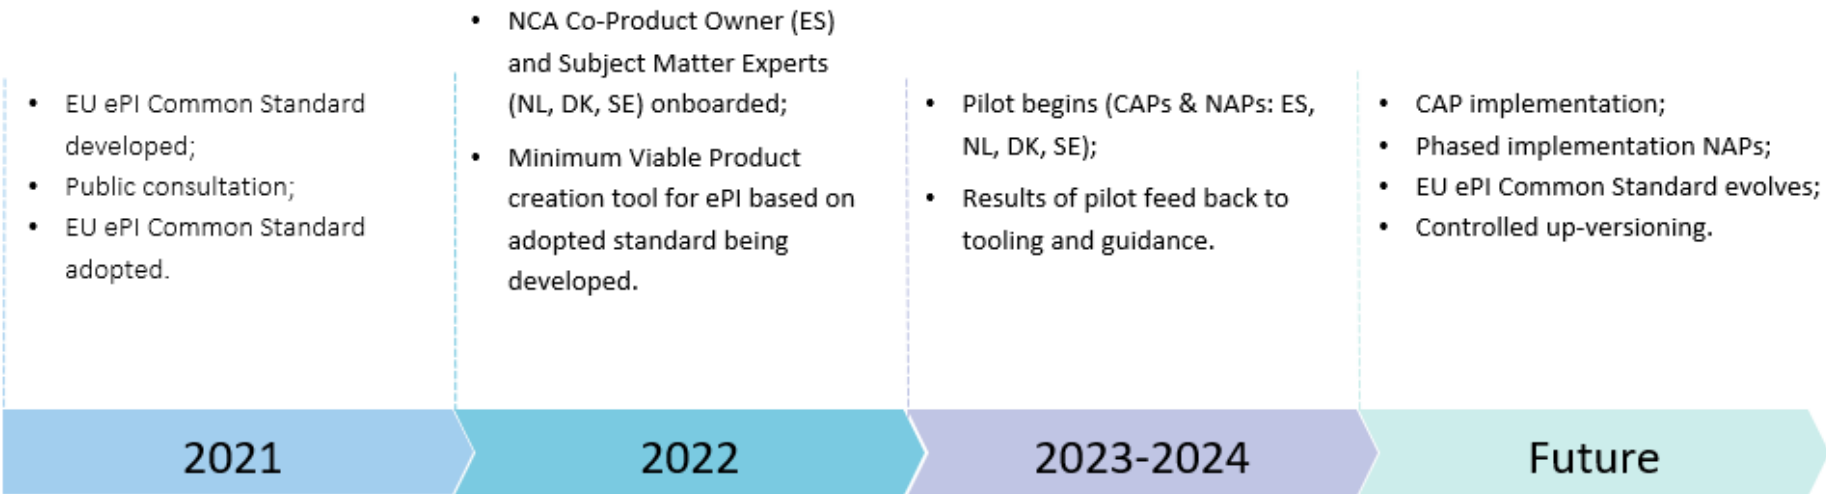 • EU ePI Common Standard
developed;
• Public consultation;
• EU ePI Common Standard
adopted.
• NCA Co-Product Owner (ES)
and Subject Matter Experts
(NL, DK, SE) onboarded;
• Minimum Viable Product
creation tool for ePI based on
adopted standard being
developed.
• Pilot begins (CAPs & NAPs: ES,
NL, DK, SE);
• Results of pilot feed back to
tooling and guidance.
• CAP implementation;
• Phased implementation NAPs;
• EU ePI Common Standard evolves;
• Controlled up-versioning.
2021
2022
2023-2024
Future